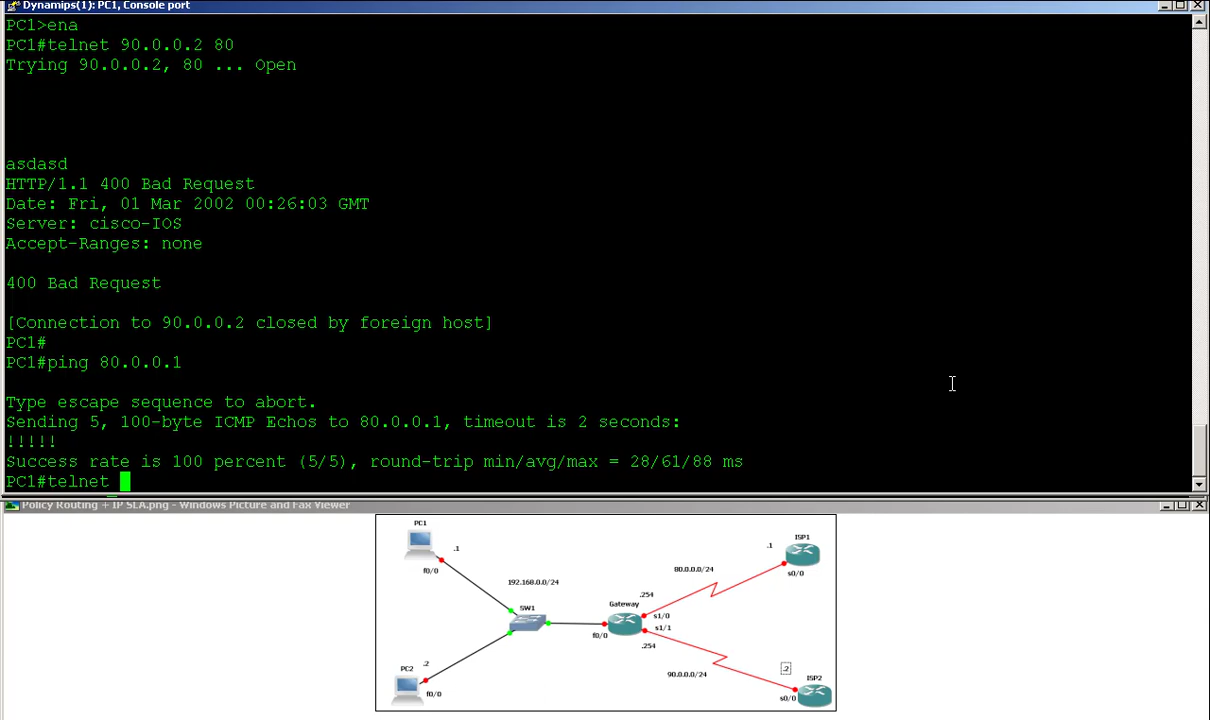 Dynamips(1): PC1, Console port
PC1>ena
PC1#telnet 90.0.0.2 80
Trying 90.0.0.2, 80 ... Open
asdasd
HTTP/1.1 400 Bad Request
Date: Fri, 01 Mar 2002 00:26:03 GMT
Server: cisco-IOS
Accept-Ranges: none
400 Bad Request
[Connection to 90.0.0.2 closed by foreign host]
PC1#
PC1#ping 80.0.0.1
Type escape sequence to abort.
Sending 5, 100-byte ICMP Echos to 80.0.0.1, timeout is 2 seconds:
!!!!!
Success rate is 100 percent (5/5), round-trip min/avg/max = 28/61/88 ms
PC1#telnet
Policy Routing + IP SLA.png - Windows Picture and Fax Viewer
PC1
.1
f0/0
192.168.0.0/24
SW1
PC2
.2
f0/0
Gateway
f0/0
.254
s1/0
s1/1
.254
80.0.0.0/24
.1
ISP1
s0/0
90.0.0.0/24
.2
ISP2
s0/0